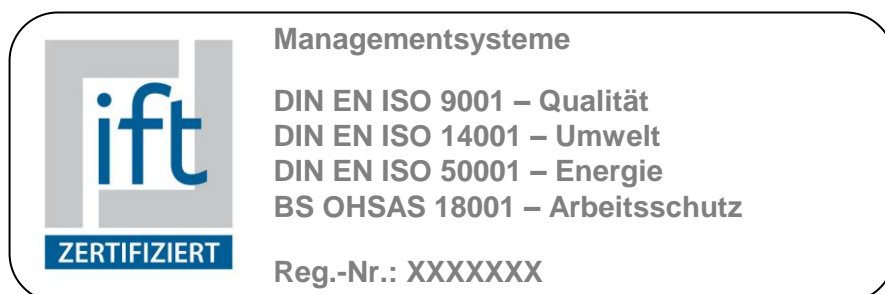 ift
ZERTIFIZIERT
Managementsysteme
DIN EN ISO 9001 – Qualität
DIN EN ISO 14001 – Umwelt
DIN EN ISO 50001 – Energie
BS OHSAS 18001 – Arbeitsschutz
Reg.-Nr.: XXXXXXX